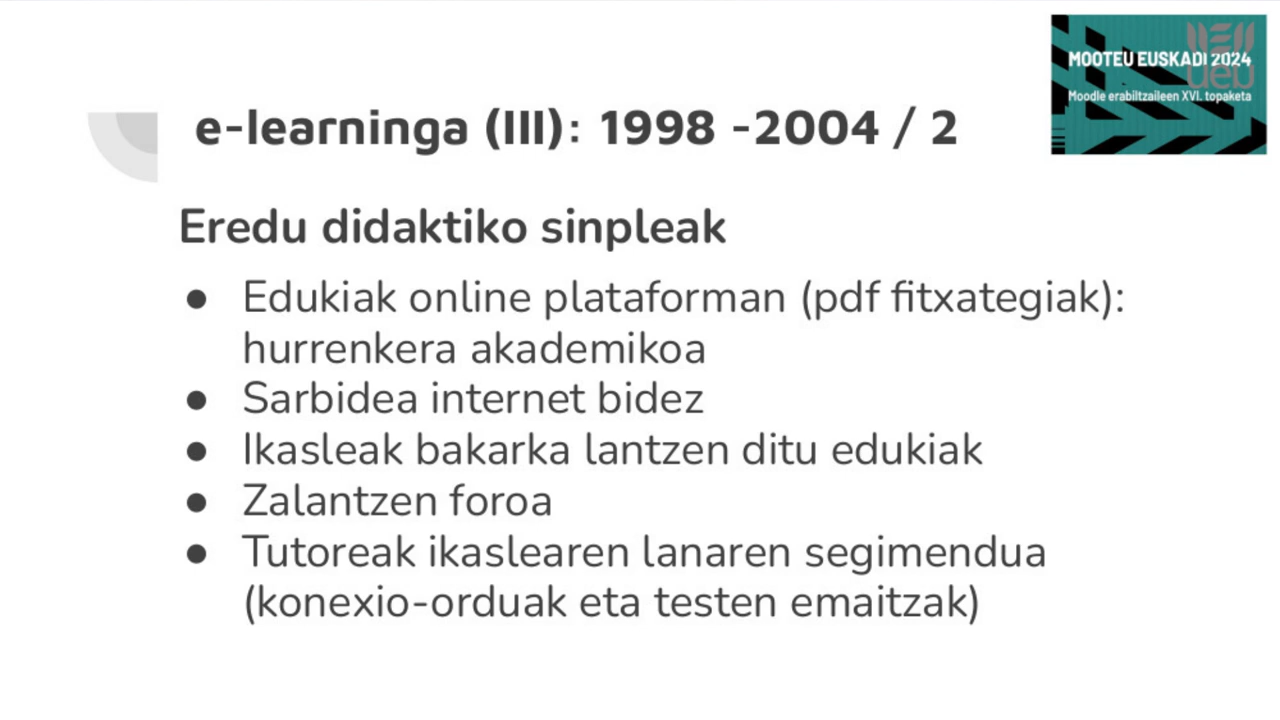 MOOTEU EUSKADI 2024
ueu
Moodle erabiltzaileen XVI. topaketa
e-learninga (III): 1998 -2004 / 2
Eredu didaktiko sinpleak
● Edukiak online plataforman (pdf fitxategiak):
hurrenkera akademikoa
● Sarbidea internet bidez
● Ikasleak bakarka lantzen ditu edukiak
● Zalantzen foroa
● Tutoreak ikaslearen lanaren segimendua
(konexio-orduak eta testen emaitzak)